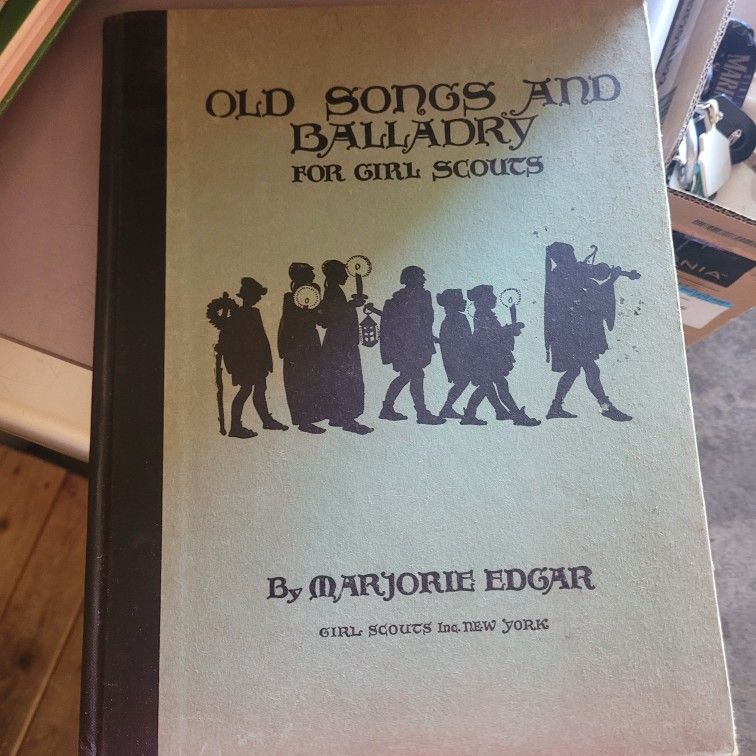 OLD SONGS AND
BALLADRY
FOR GIRL SCOUTS
By MARJORIE EDGAR
GIRL SCOUTS Inc. NEW YORK